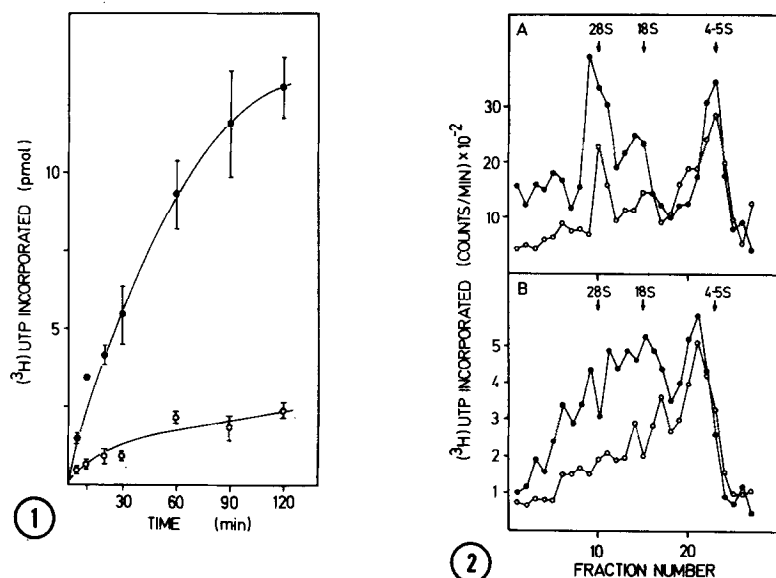 (³H) UTP INCORPORATED (pmol)
10
5
30 60 90 120
TIME (min)
1
A
28S 18S 4-5S
30
20
10
B
28S 18S 4-5S
5
4
3
2
1
(³H) UTP INCORPORATED (COUNTS/MIN) × 10⁻²
10 20
FRACTION NUMBER
2